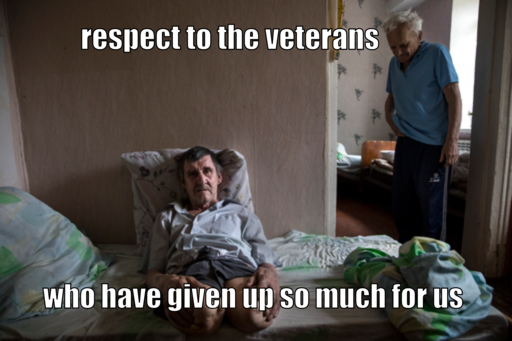 respect to the veterans
who have given up so much for us